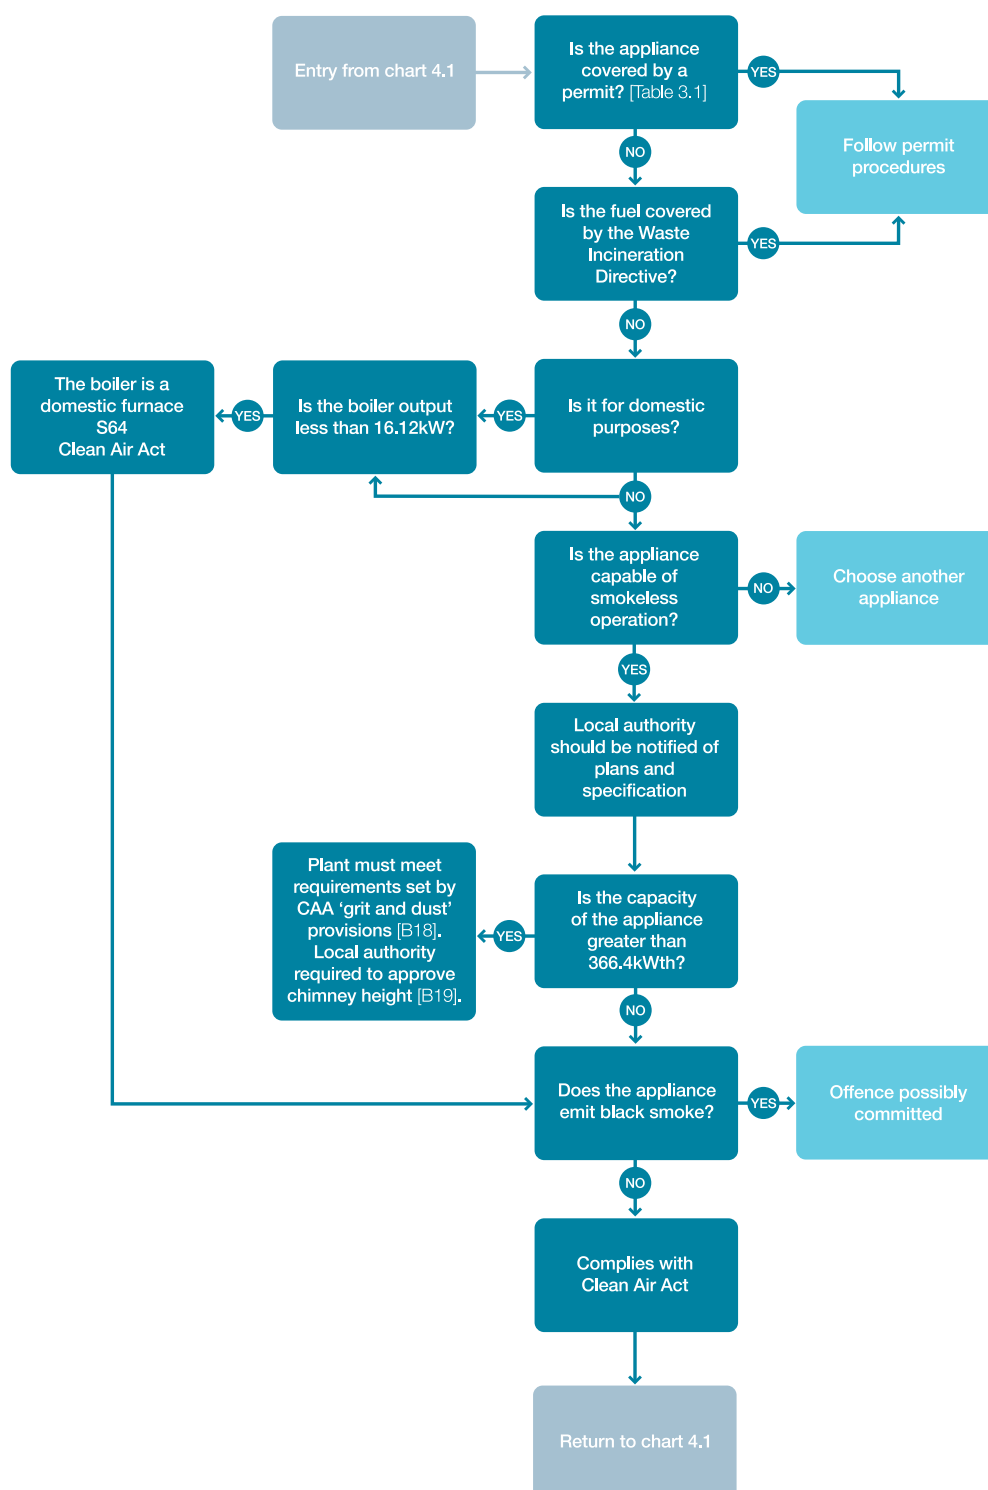 Entry from chart 4.1
Is the appliance
covered by a
permit? [Table 3.1]
YES
Follow permit
procedures
NO
Is the fuel covered
by the Waste
Incineration
Directive?
YES
NO
The boiler is a
domestic furnace
S64
Clean Air Act
YES
Is the boiler output
less than 16.12kW?
YES
Is it for domestic
purposes?
NO
Is the appliance
capable of
smokeless
operation?
NO
Choose another
appliance
YES
Local authority
should be notified of
plans and
specification
Plant must meet
requirements set by
CAA ‘grit and dust’
provisions [B18].
Local authority
required to approve
chimney height [B19].
YES
Is the capacity
of the appliance
greater than
366.4kWth?
NO
Does the appliance
emit black smoke?
YES
Offence possibly
committed
NO
Complies with
Clean Air Act
Return to chart 4.1